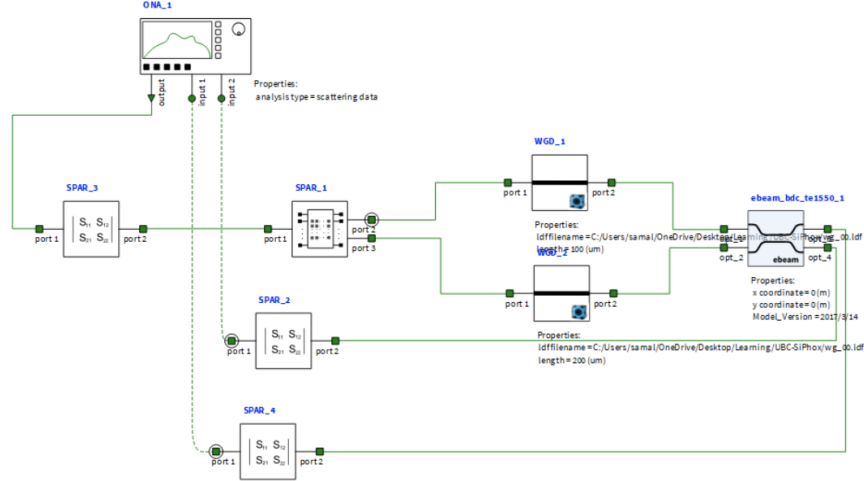 ONA_1
output
input 1
input 2
Properties:
analysis type = scattering data
SPAR_3
S11 S12
S21 S22
port 1
port 2
SPAR_1
port 1
port 2
port 3
WGD_1
port 1
port 2
Properties:
ldffilename = C:/Users/samal/OneDrive/Desktop/Learning/UBC-SiPhox/wg_00.ldf
length = 100 (um)
WGD_2
port 1
port 2
Properties:
ldffilename = C:/Users/samal/OneDrive/Desktop/Learning/UBC-SiPhox/wg_00.ldf
length = 200 (um)
ebeam_bdc_te1550_1
opt_2
opt_4
ebeam
Properties:
x coordinate = 0 (m)
y coordinate = 0 (m)
Model_Version = 2017/3/14
SPAR_2
S11 S12
S21 S22
port 1
port 2
SPAR_4
S11 S12
S21 S22
port 1
port 2